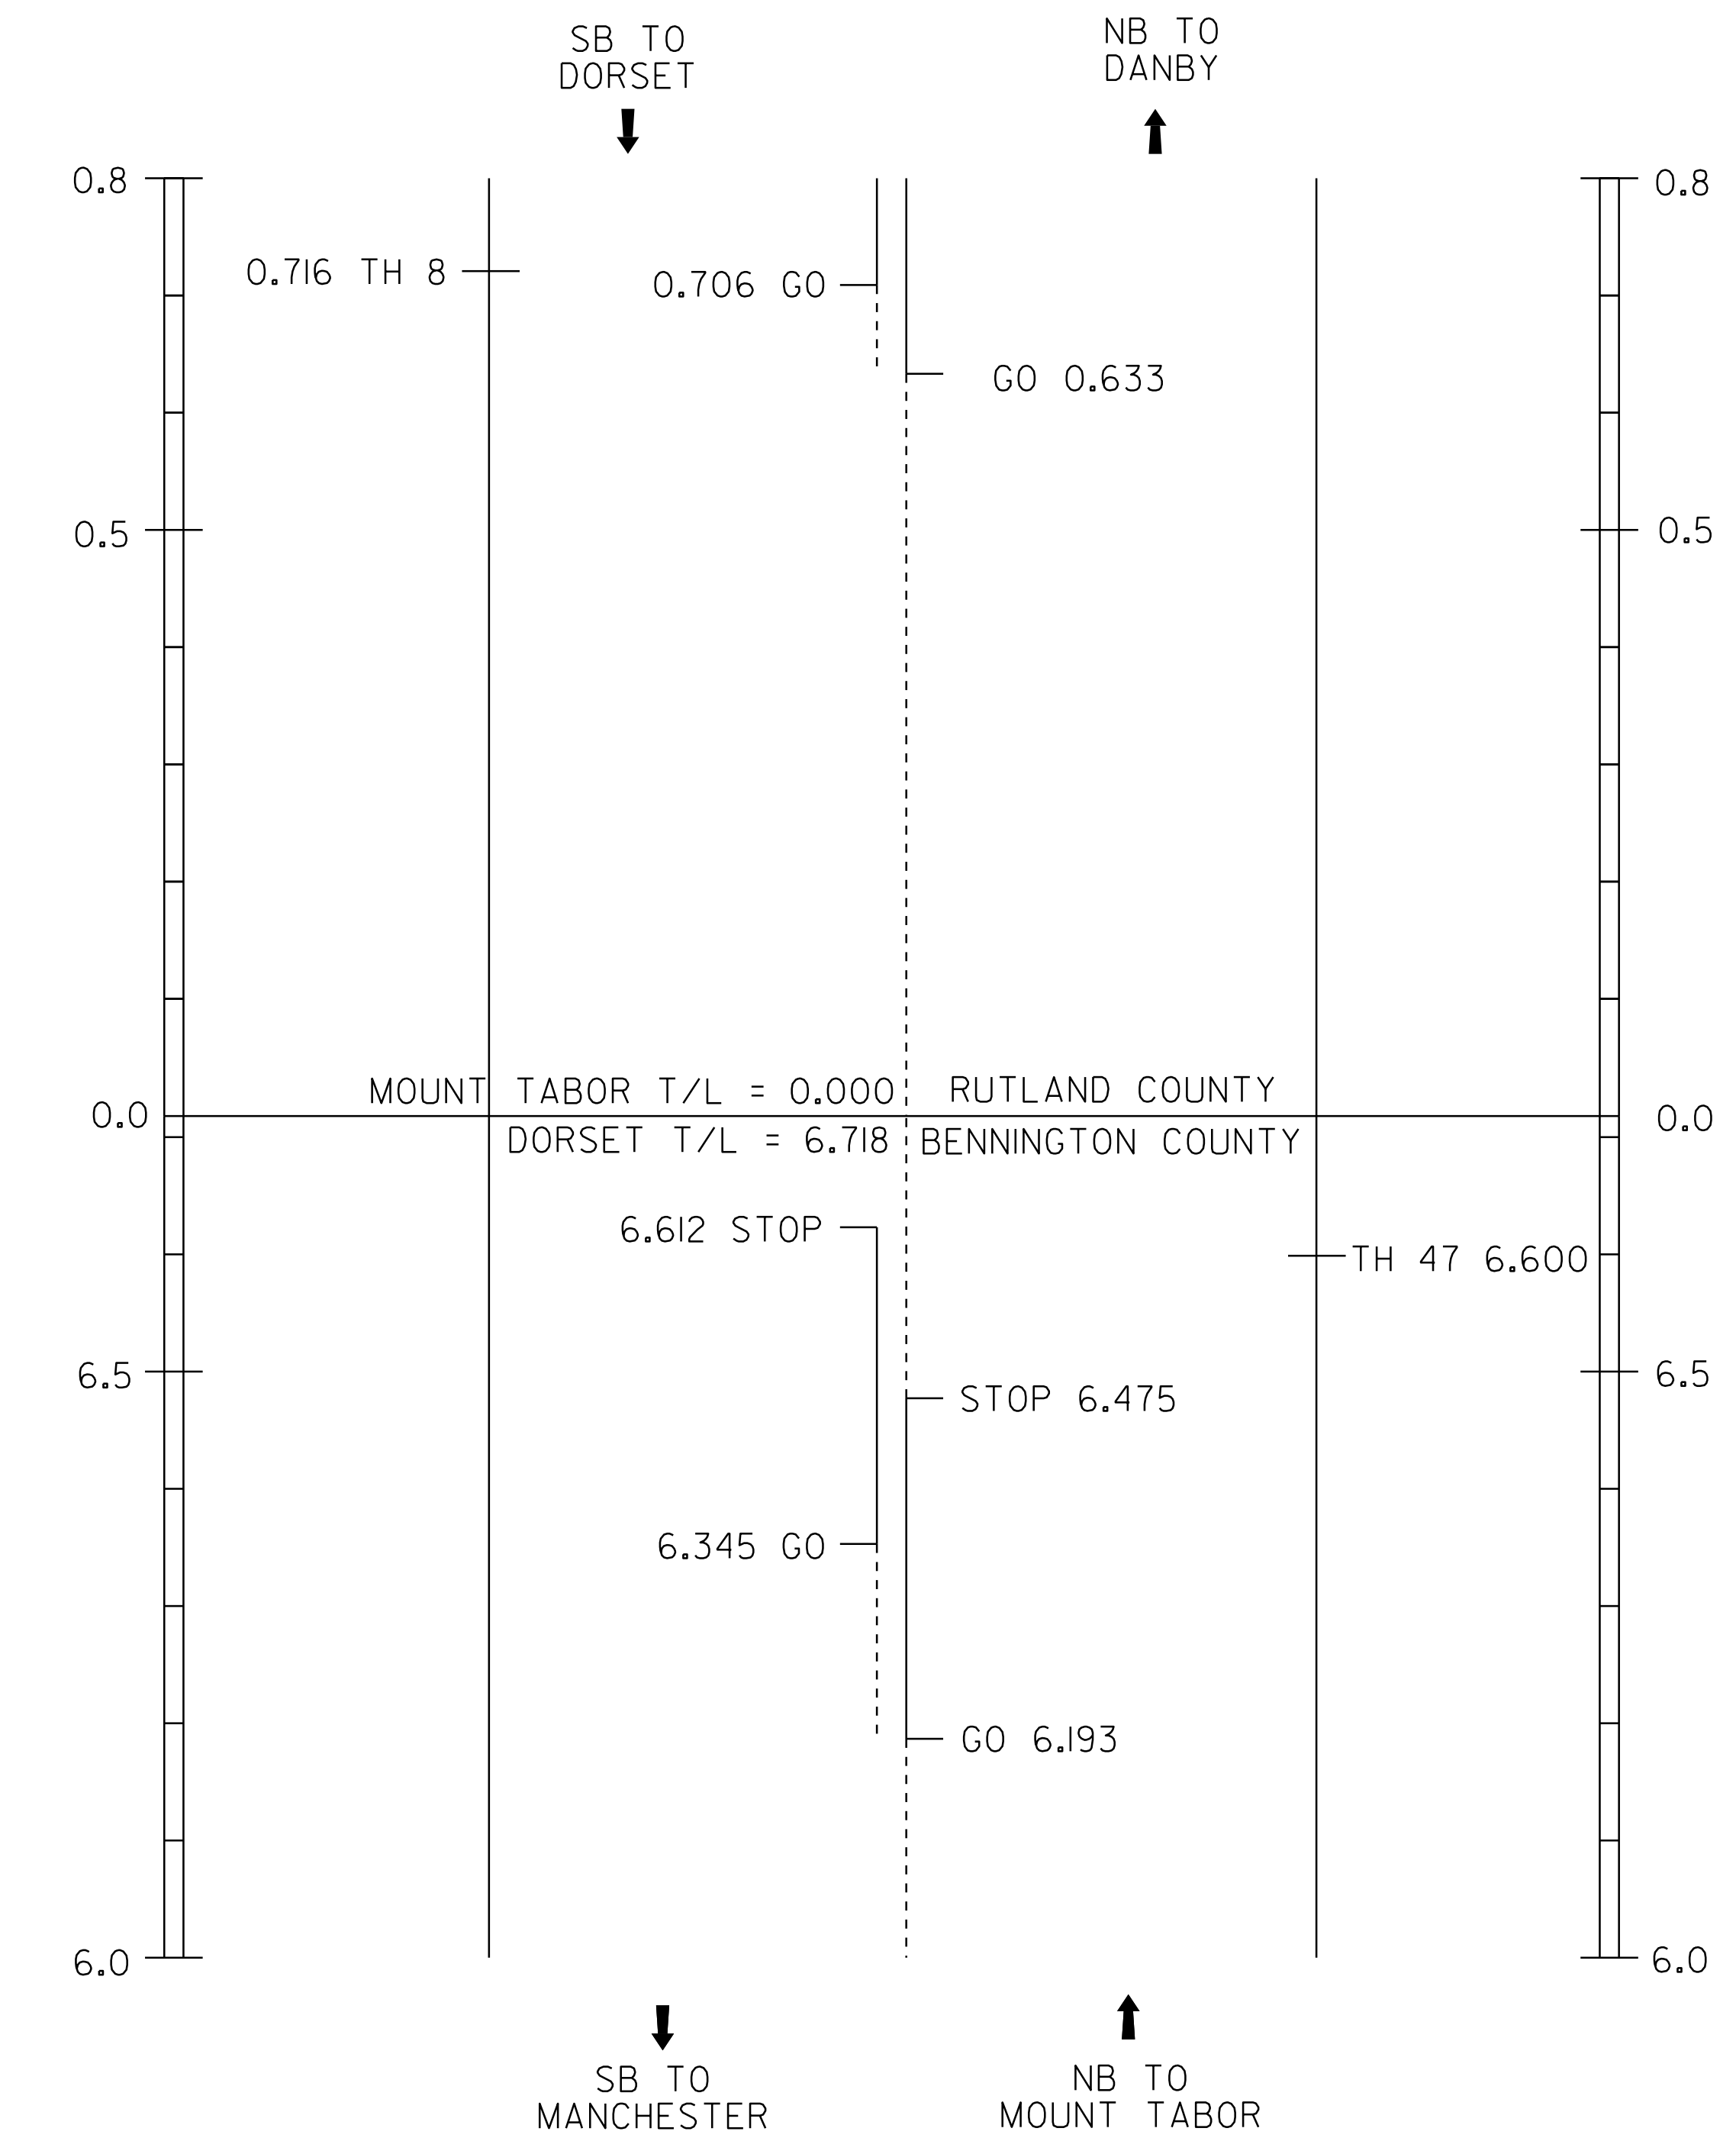 SB TO
DORSET
NB TO
DANBY
0.8
0.8
0.716 TH 8
0.706 GO
GO 0.633
0.5
0.5
MOUNT TABOR T/L = 0.000
RUTLAND COUNTY
0.0
0.0
DORSET T/L = 6.718
BENNINGTON COUNTY
6.612 STOP
TH 47 6.600
6.5
6.5
STOP 6.475
6.345 GO
GO 6.193
6.0
6.0
SB TO
MANCHESTER
NB TO
MOUNT TABOR